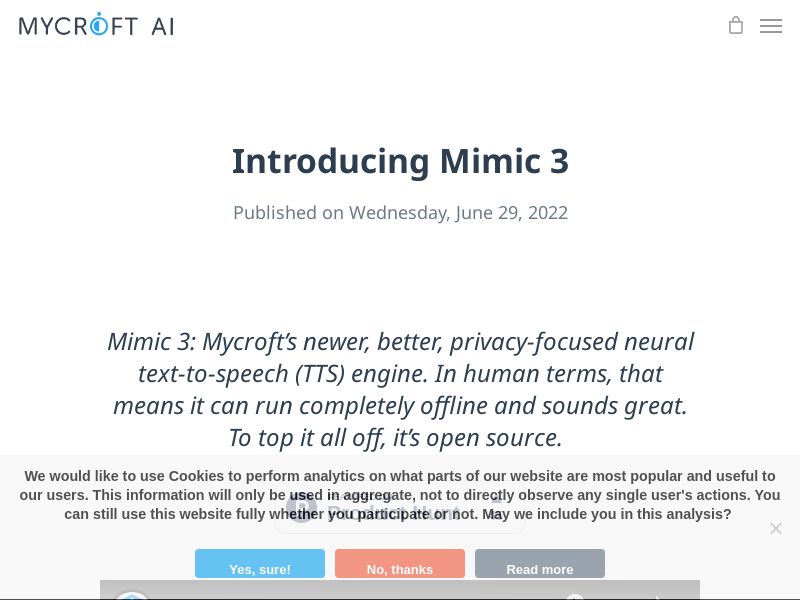 MYCROFT AI
Introducing Mimic 3
Published on Wednesday, June 29, 2022
Mimic 3: Mycroft’s newer, better, privacy-focused neural
text-to-speech (TTS) engine. In human terms, that
means it can run completely offline and sounds great.
To top it all off, it’s open source.
We would like to use Cookies to perform analytics on what parts of our website are most popular and useful to
our users. This information will only be used in aggregate, not to directly observe any single user's actions. You
can still use this website fully whether you participate or not. May we include you in this analysis?
Product Hunt
Yes, sure!
No, thanks
Read more